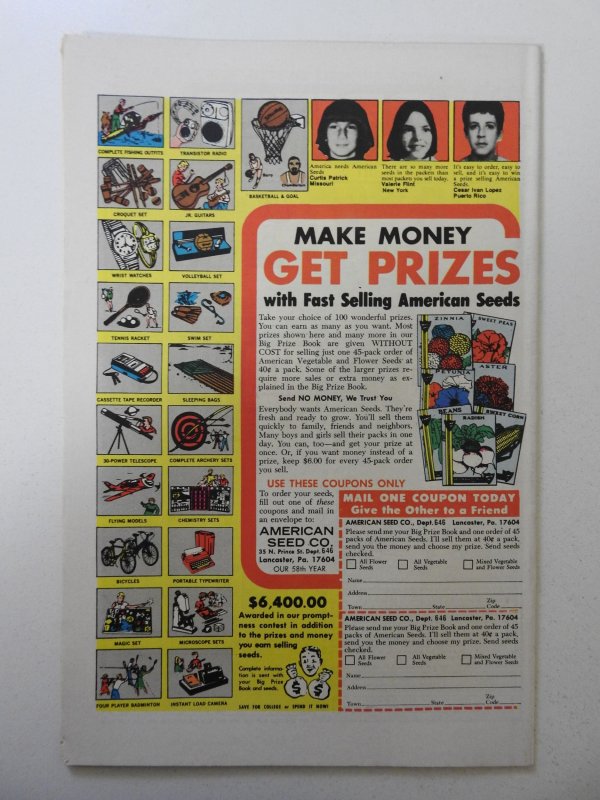 COMPLETE FISHING OUTFITS
TRANSISTOR RADIO
CROQUET SET
JR. GUITARS
WRIST WATCHES
VOLLEYBALL SET
TENNIS RACKET
SWIM SET
CASSETTE TAPE RECORDER
SLEEPING BAGS
30-POWER TELESCOPE
COMPLETE ARCHERY SETS
FLYING MODELS
CHEMISTRY SETS
BICYCLES
PORTABLE TYPEWRITER
MAGIC SET
MICROSCOPE SETS
FOUR PLAYER BADMINTON
INSTANT LOAD CAMERA
Barry
Chamberlain
BASKETBALL & GOAL
America needs American
Seeds
Curtis Patrick
Missouri
There are so many more
seeds in the packets than
most packets you sell today.
Valerie Flint
New York
It's easy to order, easy to
sell, and it's easy to win
a prize selling American
Seeds.
Cesar Ivan Lopez
Puerto Rico
MAKE MONEY
GET PRIZES
with Fast Selling American Seeds
Take your choice of 100 wonderful prizes.
You can earn as many as you want. Most
prizes shown here and many more in our
Big Prize Book are given WITHOUT
COST for selling just one 45-pack order of
American Vegetable and Flower Seeds at
40¢ a pack. Some of the larger prizes re-
quire more sales or extra money as ex-
plained in the Big Prize Book.
Send NO MONEY, We Trust You
Everybody wants American Seeds. They're
fresh and ready to grow. You'll sell them
quickly to family, friends and neighbors.
Many boys and girls sell their packs in one
day. You can, too—and get your prize at
once. Or, if you want money instead of a
prize, keep $6.00 for every 45-pack order
you sell.
ZINNIA
SWEET PEAS
PETUNIA
ASTER
BEANS
RADISH
SWEET CORN
USE THESE COUPONS ONLY
To order your seeds,
fill out one of these
coupons and mail in
an envelope to:
AMERICAN
SEED CO.
35 N. Prince St. Dept. 646
Lancaster, Pa. 17604
OUR 58th YEAR
MAIL ONE COUPON TODAY
Give the Other to a Friend
AMERICAN SEED CO., Dept. 646 Lancaster, Pa. 17604
Please send me your Big Prize Book and one order of 45
packs of American Seeds. I'll sell them at 40¢ a pack,
send you the money and choose my prize. Send seeds
checked.
All Flower
Seeds
All Vegetable
Seeds
Mixed Vegetable
and Flower Seeds
Name
Address
Town State Zip Code
AMERICAN SEED CO., Dept. 646 Lancaster, Pa. 17604
Please send me your Big Prize Book and one order of 45
packs of American Seeds. I'll sell them at 40¢ a pack,
send you the money and choose my prize. Send seeds
checked.
All Flower
Seeds
All Vegetable
Seeds
Mixed Vegetable
and Flower Seeds
Name
Address
Town State Zip Code
$6,400.00
Awarded in our prompt-
ness contest in addition
to the prizes and money
you earn selling
seeds.
Complete informa-
tion is sent with
your Big Prize
Book and seeds.
$ $
SAVE FOR COLLEGE or SPEND IT NOW!